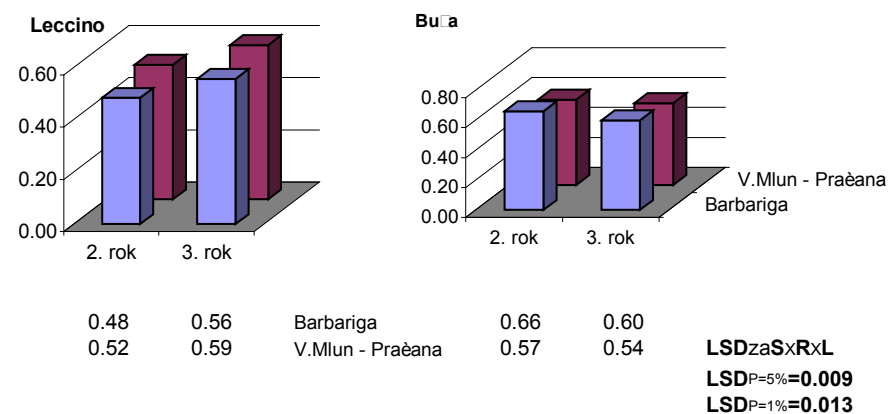 Leccino
0.60
0.40
0.20
0.00
2. rok 3. rok
Bu□a
0.80
0.60
0.40
0.20
0.00
2. rok 3. rok
V.Mlun - Praèana
Barbariga
0.48 0.56 Barbariga 0.66 0.60
0.52 0.59 V.Mlun - Praèana 0.57 0.54 LSDzaSxRxL
LSDP=5%=0.009
LSDP=1%=0.013